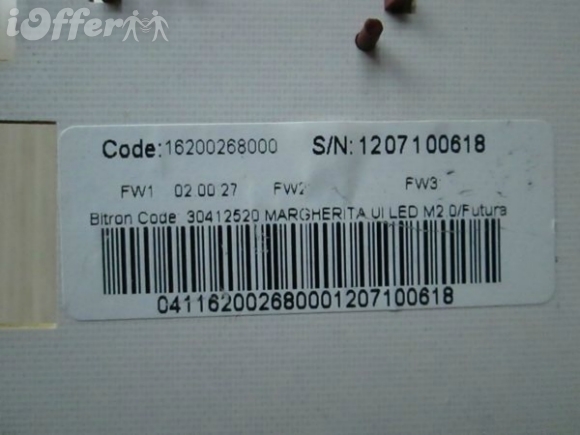 iOffer
Code:16200268000 S/N:1207100618
FW1 02 00 27 FW2 FW3
Bitron Code 30412520 MARGHERITA UI LED M2 0/Futura
041162002680001207100618